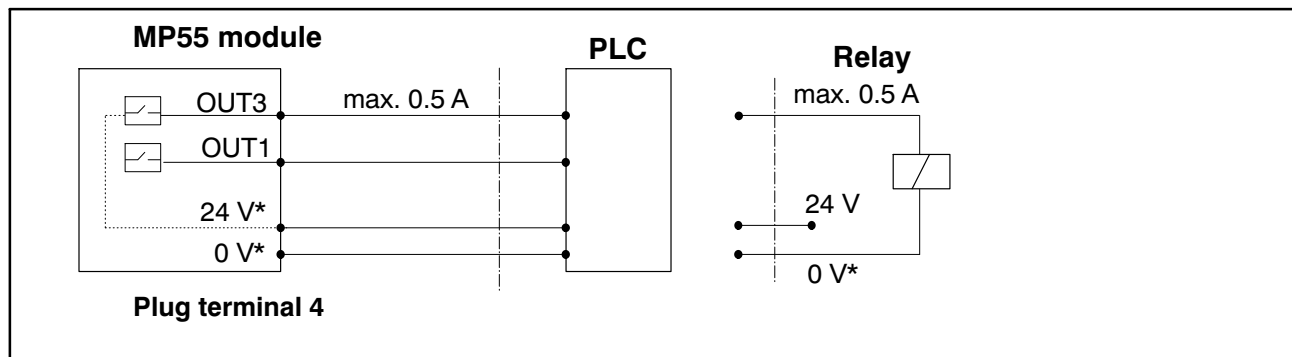 MP55 module
PLC
Relay
OUT3
max. 0.5 A
max. 0.5 A
OUT1
24 V*
24 V
0 V*
0 V*
Plug terminal 4